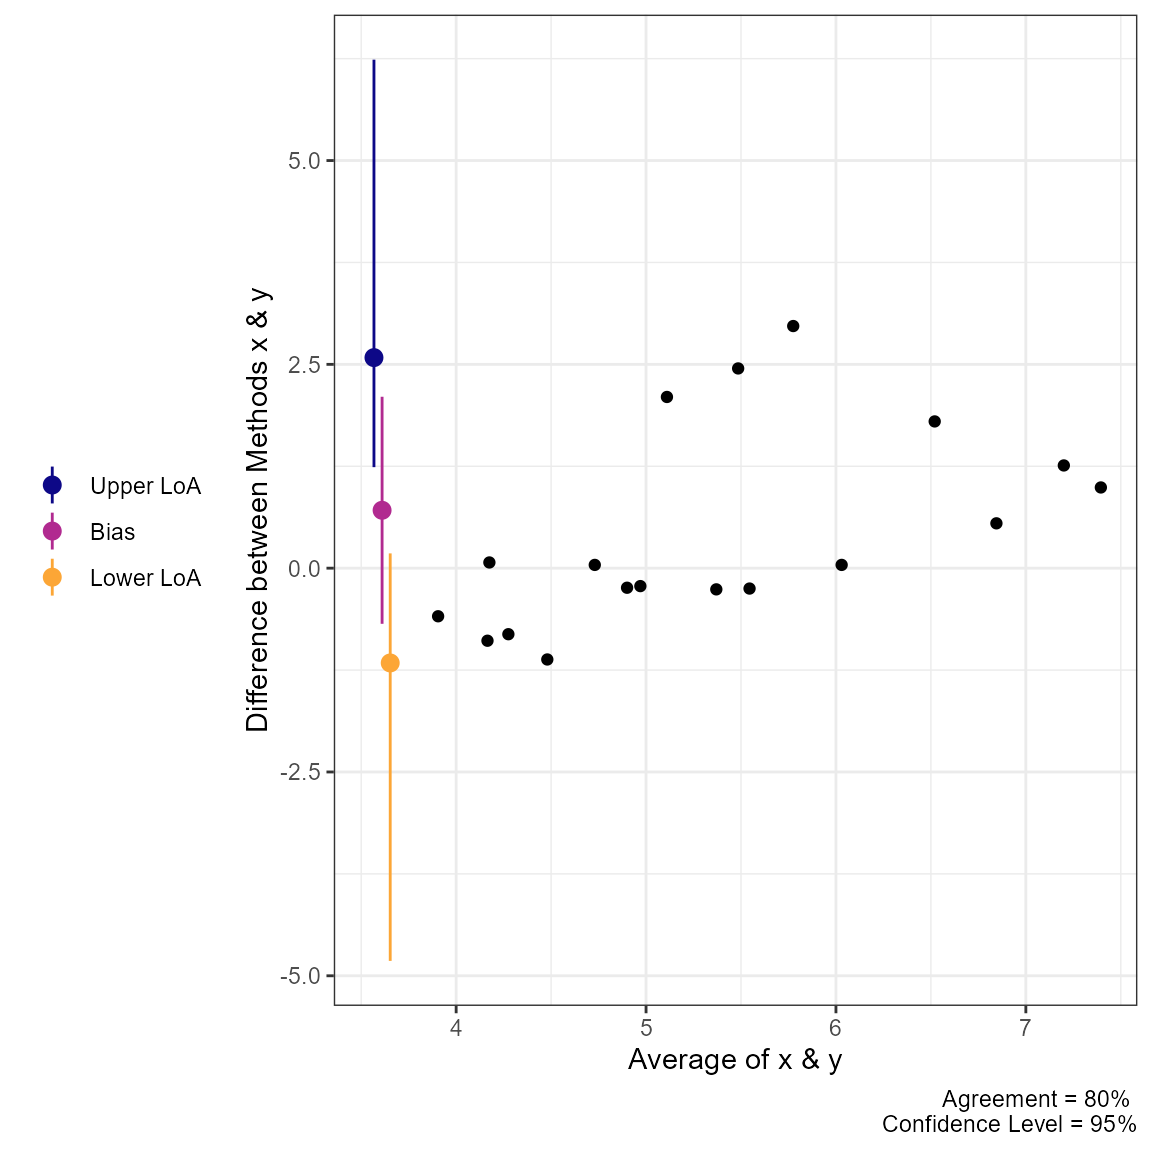 Upper LoA
Bias
Lower LoA
Difference between Methods x & y
5.0
2.5
0.0
-2.5
-5.0
4 5 6 7
Average of x & y
Agreement = 80%
Confidence Level = 95%